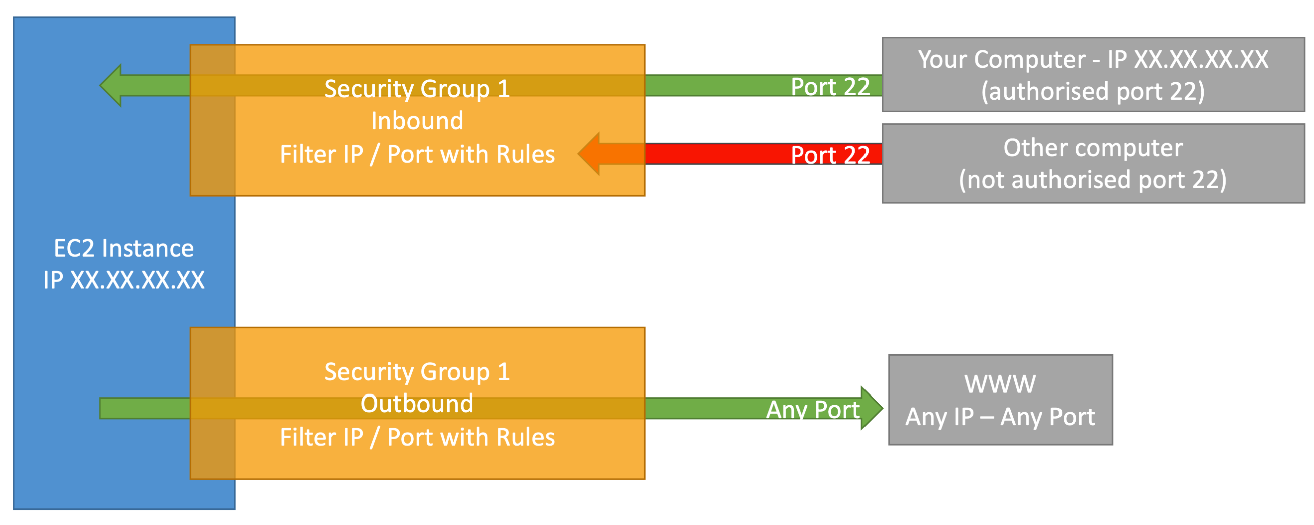 Your Computer - IP XX.XX.XX.XX
(authorised port 22)
Port 22
Security Group 1
Inbound
Filter IP / Port with Rules
Port 22
Other computer
(not authorised port 22)
EC2 Instance
IP XX.XX.XX.XX
Security Group 1
Outbound
Filter IP / Port with Rules
Any Port
WWW
Any IP – Any Port